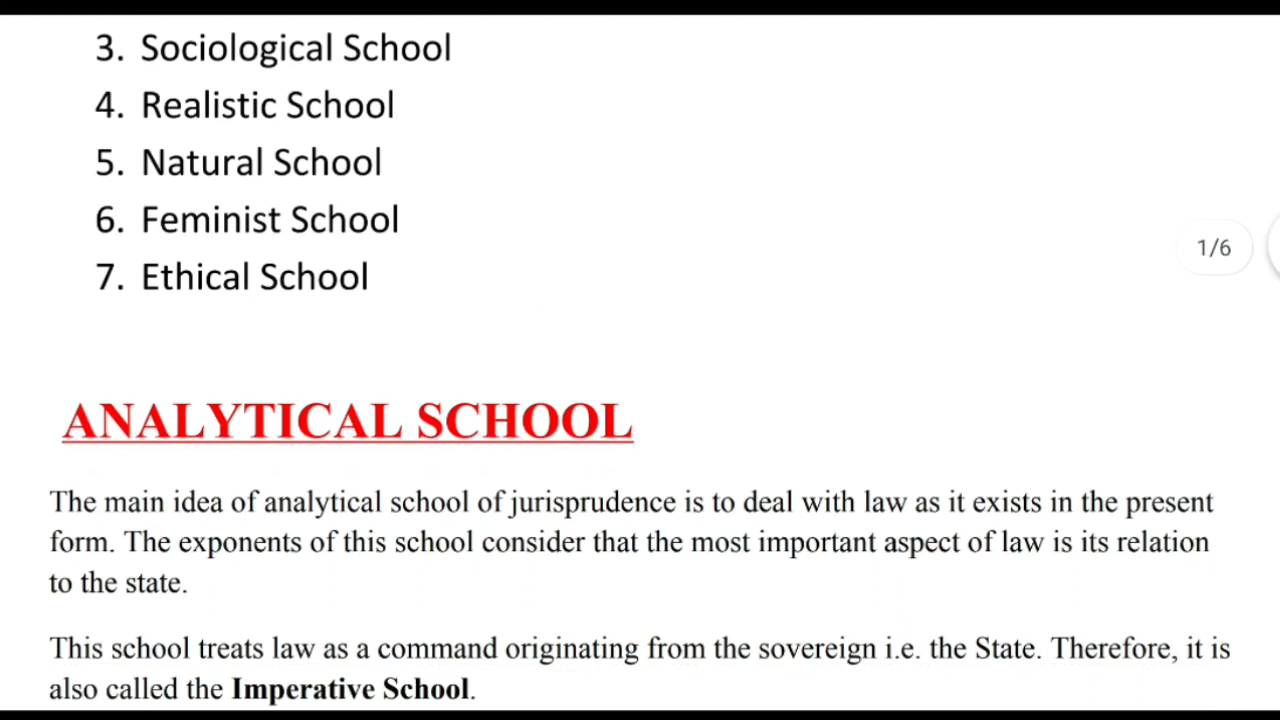 3. Sociological School
4. Realistic School
5. Natural School
1/6
6. Feminist School
7. Ethical School
ANALYTICAL SCHOOL
The main idea of analytical school of jurisprudence is to deal with law as it exists in the present
form. The exponents of this school consider that the most important aspect of law is its relation
to the state.
This school treats law as a command originating from the sovereign i.e. the State. Therefore, it is
also called the Imperative School.